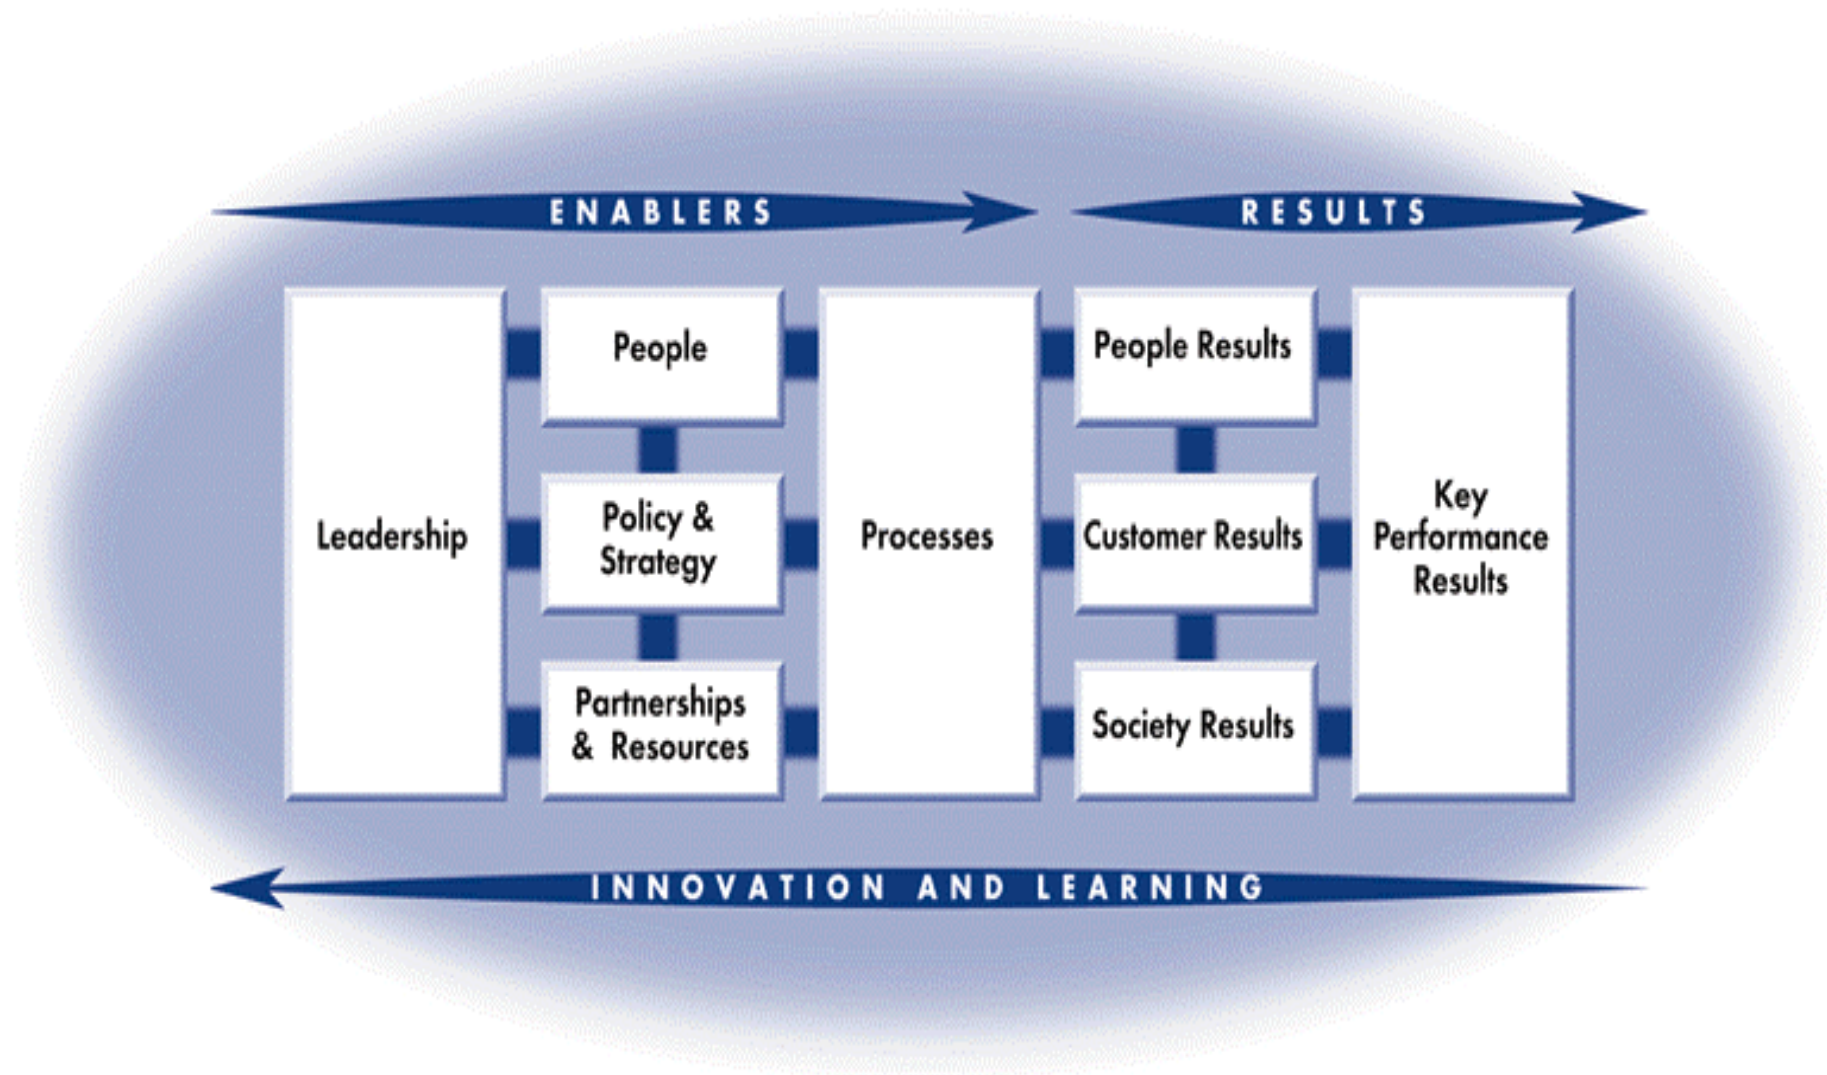 ENABLERS
RESULTS
Leadership
People
Policy &
Strategy
Partnerships
& Resources
Processes
People Results
Customer Results
Society Results
Key
Performance
Results
INNOVATION AND LEARNING